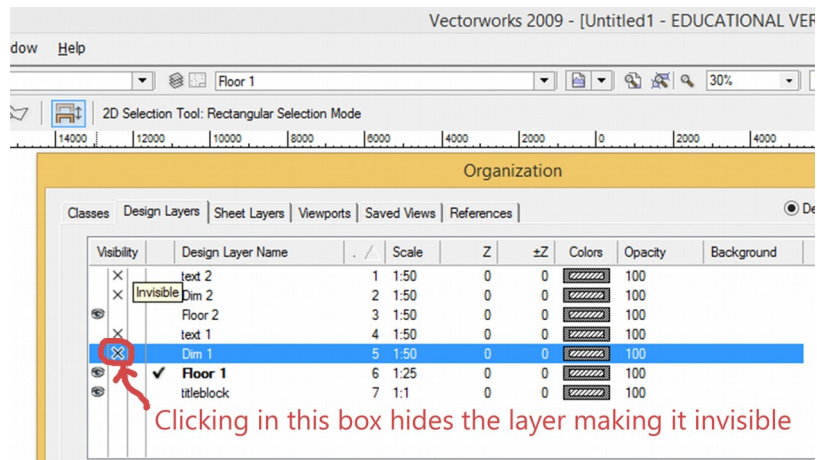 Vectorworks 2009 - [Untitled1 - EDUCATIONAL VER
dow Help
Floor 1 30%
2D Selection Tool: Rectangular Selection Mode
14000 12000 10000 8000 6000 4000 2000 0 2000 4000
Organization
Classes Design Layers Sheet Layers Viewports Saved Views References De
Visibility Design Layer Name . / Scale Z ±Z Colors Opacity Background
text 2 1 1:50 0 0 100
Invisible Dim 2 2 1:50 0 0 100
Floor 2 3 1:50 0 0 100
text 1 4 1:50 0 0 100
Dim 1 5 1:50 0 0 100
Floor 1 6 1:25 0 0 100
titleblock 7 1:1 0 0 100
Clicking in this box hides the layer making it invisible